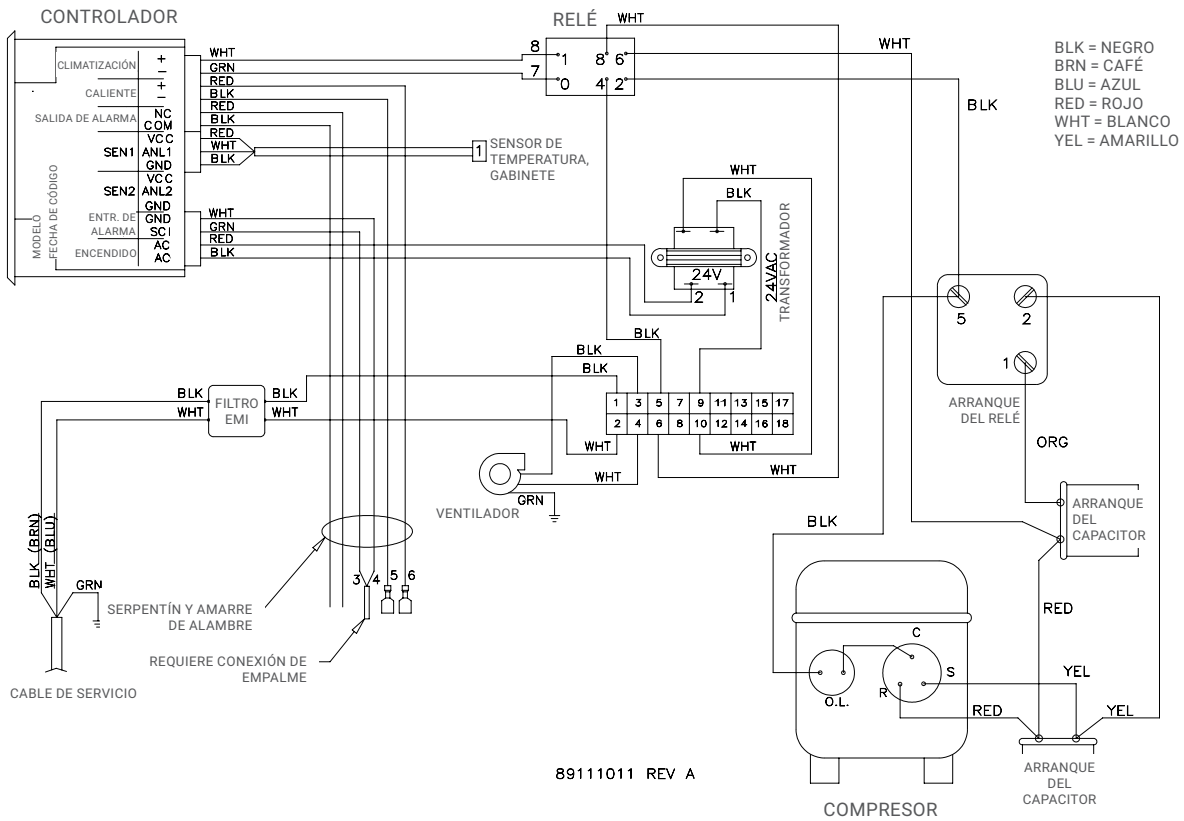 CONTROLADOR
CLIMATIZACIÓN
+
−
CALIENTE
+
−
SALIDA DE ALARMA
NC
COM
VCC
SEN1 ANL1
GND
VCC
SEN2 ANL2
GND
ENTR. DE
ALARMA
GND
SCI
ENCENDIDO
AC
AC
MODELO
FECHA DE CÓDIGO
WHT
GRN
RED
BLK
RED
BLK
RED
WHT
BLK
WHT
GRN
RED
BLK
1
SENSOR DE
TEMPERATURA,
GABINETE
RELÉ
WHT
8
7
1 8 6
0 4 2
WHT
BLK
BLK = NEGRO
BRN = CAFÉ
BLU = AZUL
RED = ROJO
WHT = BLANCO
YEL = AMARILLO
WHT
BLK
24V
2 1
24VAC
TRANSFORMADOR
BLK
BLK
BLK
1 3 5 7 9 11 13 15 17
2 4 6 8 10 12 14 16 18
WHT
WHT
WHT
WHT
BLK
WHT
FILTRO
EMI
BLK
WHT
VENTILADOR
GRN
BLK (BRN)
WHT (BLU)
GRN
CABLE DE SERVICIO
SERPENTÍN Y AMARRE
DE ALAMBRE
REQUIERE CONEXIÓN DE
EMPALME
3 4 5 6
5 2
1
ARRANQUE
DEL RELÉ
ORG
ARRANQUE
DEL
CAPACITOR
BLK
RED
C
S
R
O.L.
RED
YEL
YEL
ARRANQUE
DEL
CAPACITOR
COMPRESOR
89111011 REV A